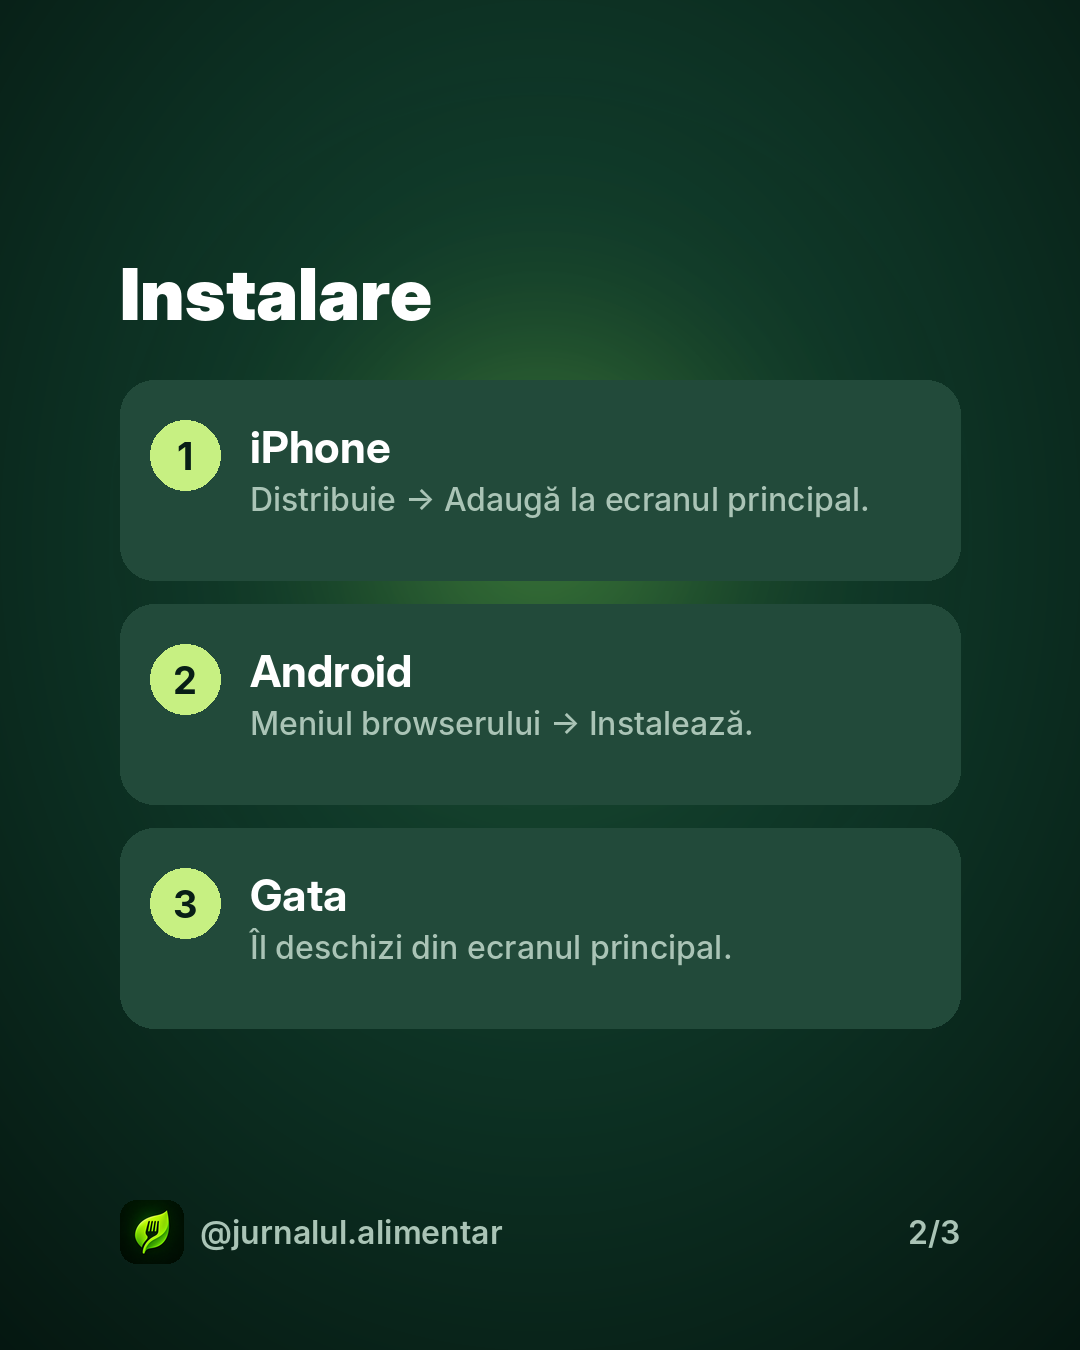 Instalare
1
iPhone
Distribuie → Adaugă la ecranul principal.
2
Android
Meniul browserului → Instalează.
3
Gata
Îl deschizi din ecranul principal.
@jurnalul.alimentar
2/3